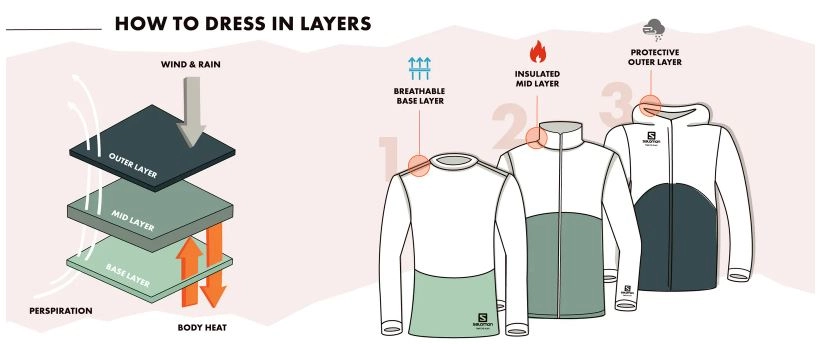 HOW TO DRESS IN LAYERS
WIND & RAIN
OUTER LAYER
MID LAYER
BASE LAYER
PERSPIRATION
BODY HEAT
1
BREATHABLE
BASE LAYER
2
INSULATED
MID LAYER
3
PROTECTIVE
OUTER LAYER
S
salomon
S
salomon
S
salomon